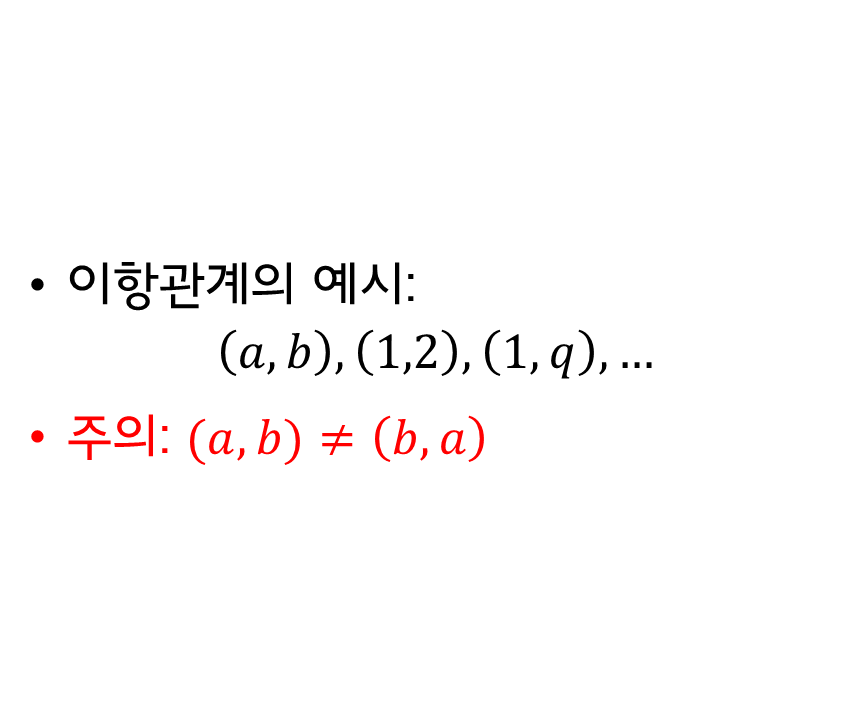 • 이항관계의 예시:
(a, b), (1,2), (1, q), …
• 주의: (a, b) ≠ (b, a)